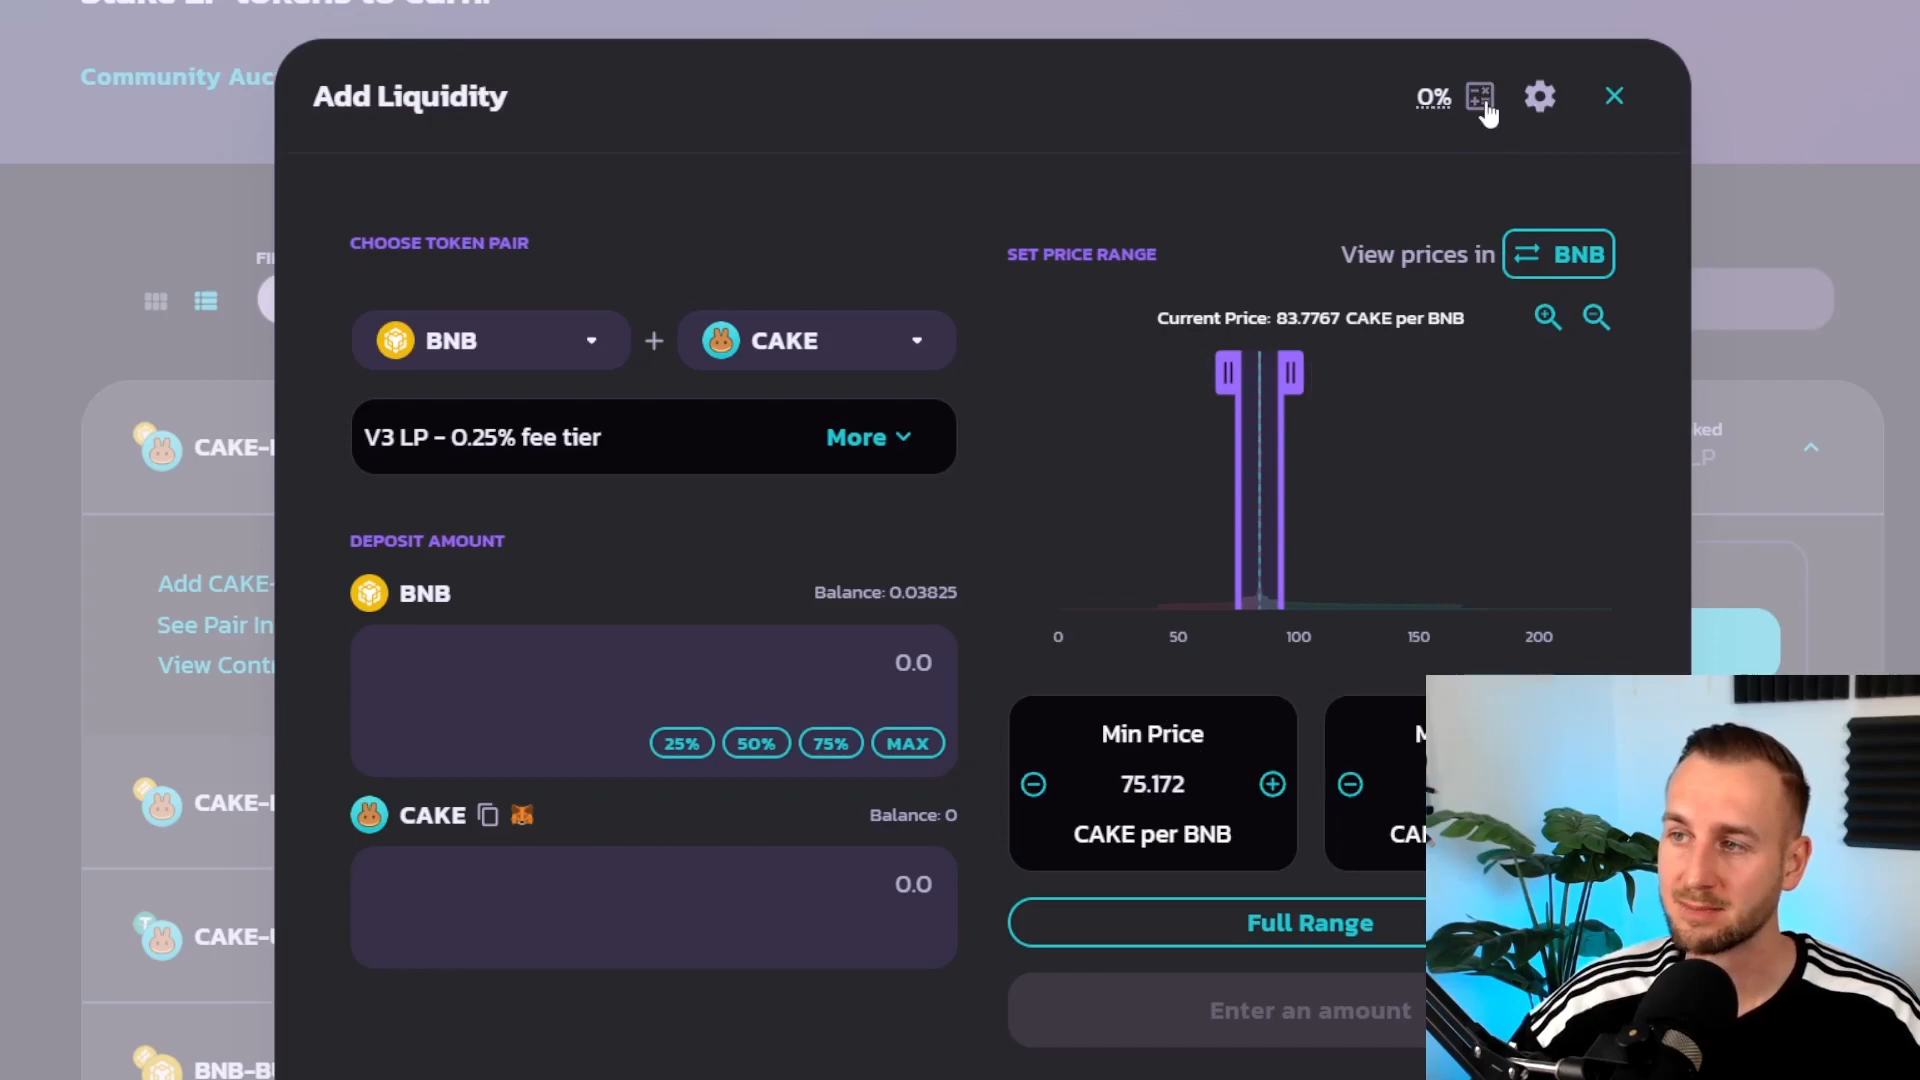 Community Auc
Add Liquidity
0%
CHOOSE TOKEN PAIR
SET PRICE RANGE
View prices in
BNB
Current Price: 83.7767 CAKE per BNB
BNB
+
CAKE
V3 LP - 0.25% fee tier
More
DEPOSIT AMOUNT
BNB
Balance: 0.03825
0.0
25%
50%
75%
MAX
CAKE
Balance: 0
0.0
0
50
100
150
200
Min Price
75.172
CAKE per BNB
M
CA
Full Range
Enter an amount
FI
CAKE-
ked
LP
Add CAKE-
See Pair In
View Contr
CAKE-
CAKE-
BNB-B